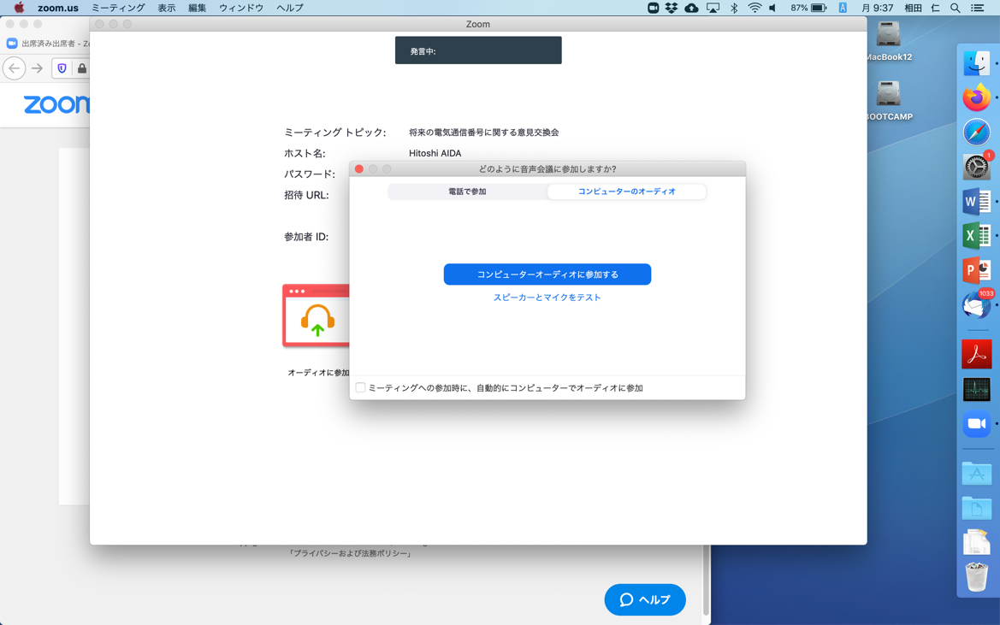 zoom.us ミーティング 表示 編集 ウィンドウ ヘルプ 87% A 月 9:37 相田 仁
Zoom
出席済み出席者 - Zo
zoom
発言中:
ミーティング トピック: 将来の電気通信番号に関する意見交換会
ホスト名: Hitoshi AIDA
パスワード:
招待 URL:
参加者 ID:
オーディオに参加
どのように音声会議に参加しますか?
電話で参加 コンピューターのオーディオ
コンピューターオーディオに参加する
スピーカーとマイクをテスト
ミーティングへの参加時に、自動的にコンピューターでオーディオに参加
「プライバシーおよび法務ポリシー」
ヘルプ
MacBook12
BOOTCAMP
1
W
X
P
1033